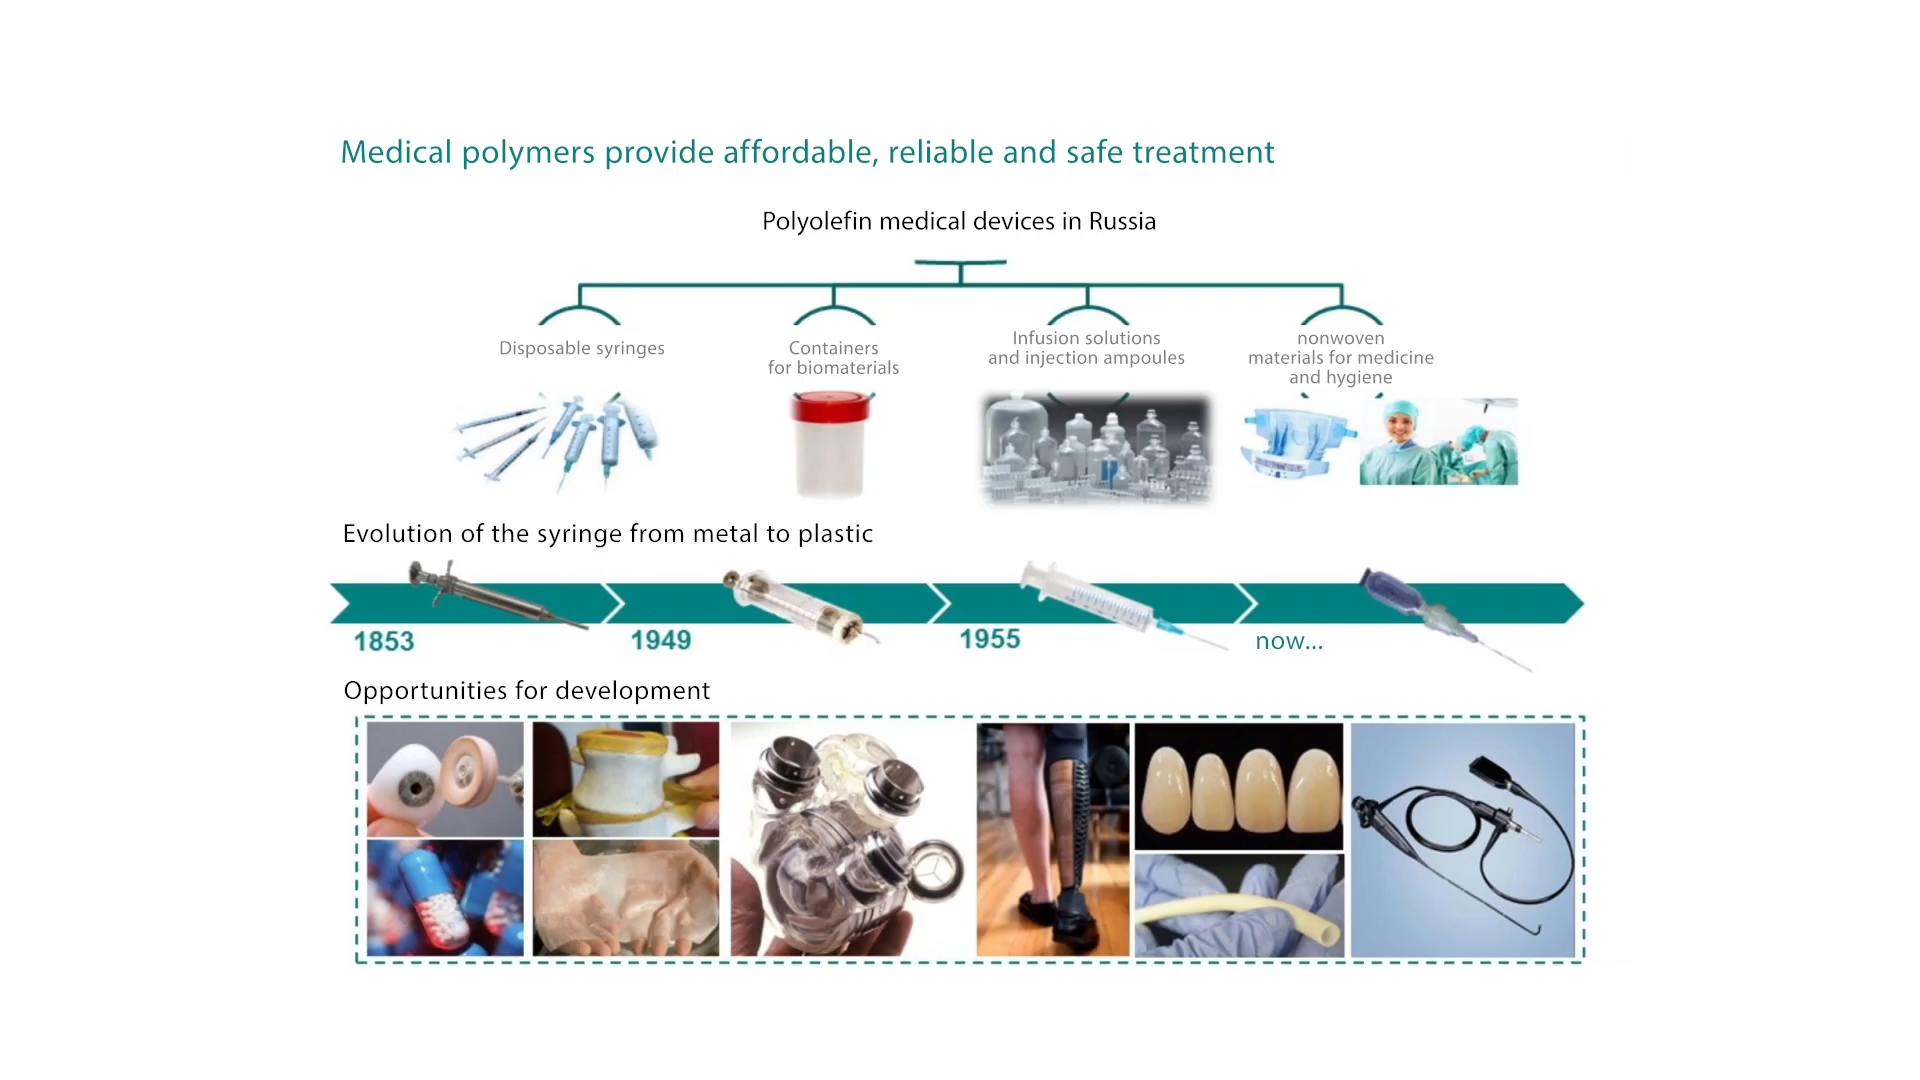 Medical polymers provide affordable, reliable and safe treatment
Polyolefin medical devices in Russia
Disposable syringes
Containers
for biomaterials
Infusion solutions
and injection ampoules
nonwoven
materials for medicine
and hygiene
Evolution of the syringe from metal to plastic
1853
1949
1955
now...
Opportunities for development